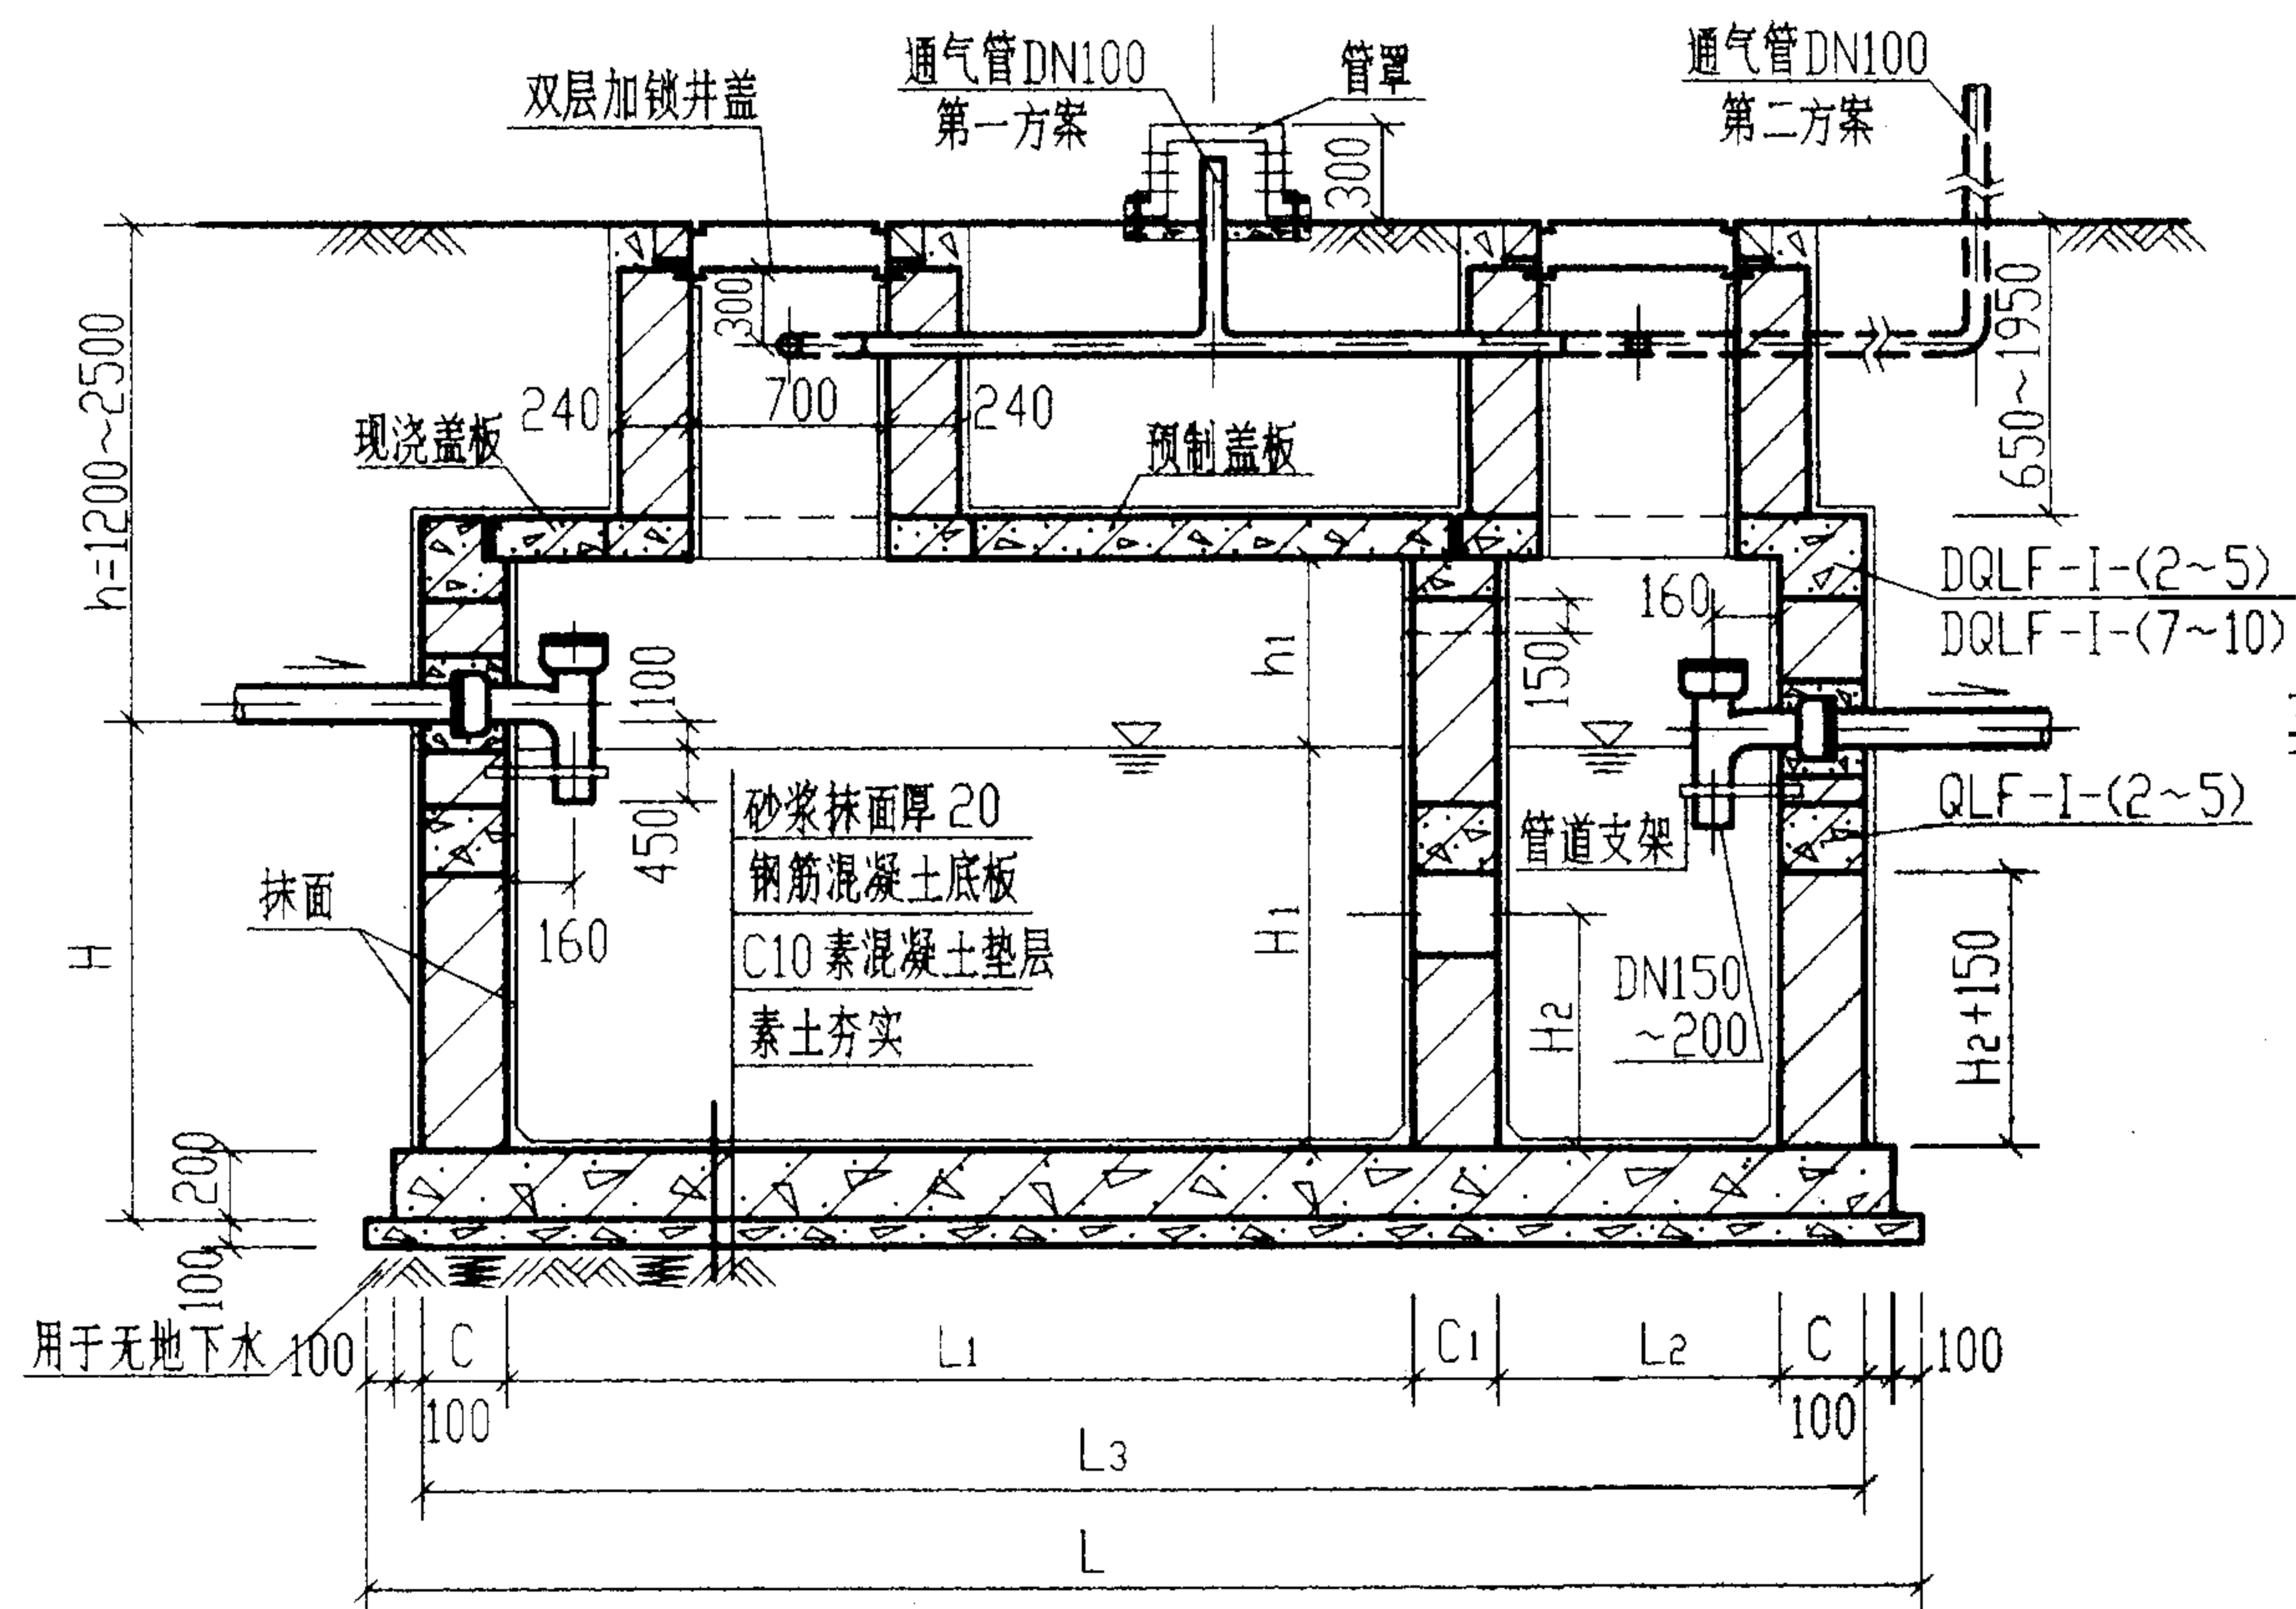 通气管DN100
第一方案
管罩
通气管DN100
第二方案
双层加锁井盖
300
300
240
700
240
现浇盖板
预制盖板
h=1200~2500
650~1950
DQLF-I-(2~5)
DQLF-I-(7~10)
160
h1
150
100
450
160
砂浆抹面厚20
钢筋混凝土底板
C10素混凝土垫层
素土夯实
管道支架
QLF-I-(2~5)
抹面
H
H1
H2
DN150
~200
H2+150
200
100
用于无地下水
100
C
L1
C1
L2
C
100
100
100
L3
L